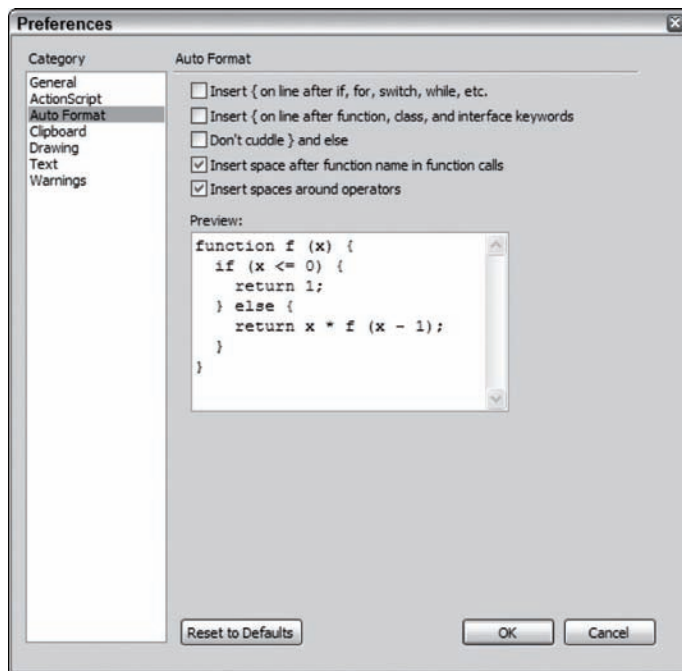 Preferences
Category
General
ActionScript
Auto Format
Clipboard
Drawing
Text
Warnings
Auto Format
Insert { on line after if, for, switch, while, etc.
Insert { on line after function, class, and interface keywords
Don't cuddle } and else
Insert space after function name in function calls
Insert spaces around operators
Preview:
function f (x) {
  if (x <= 0) {
    return 1;
  } else {
    return x * f (x - 1);
  }
}
Reset to Defaults
OK
Cancel